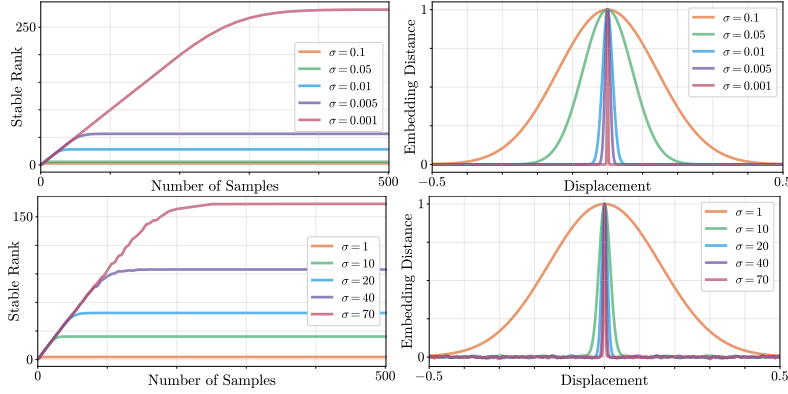 Stable Rank
250
0
0
500
Number of Samples
σ = 0.1
σ = 0.05
σ = 0.01
σ = 0.005
σ = 0.001
Embedding Distance
1
0
−0.5
0.5
Displacement
σ = 0.1
σ = 0.05
σ = 0.01
σ = 0.005
σ = 0.001
Stable Rank
150
0
0
500
Number of Samples
σ = 1
σ = 10
σ = 20
σ = 40
σ = 70
Embedding Distance
1
0
−0.5
0.5
Displacement
σ = 1
σ = 10
σ = 20
σ = 40
σ = 70